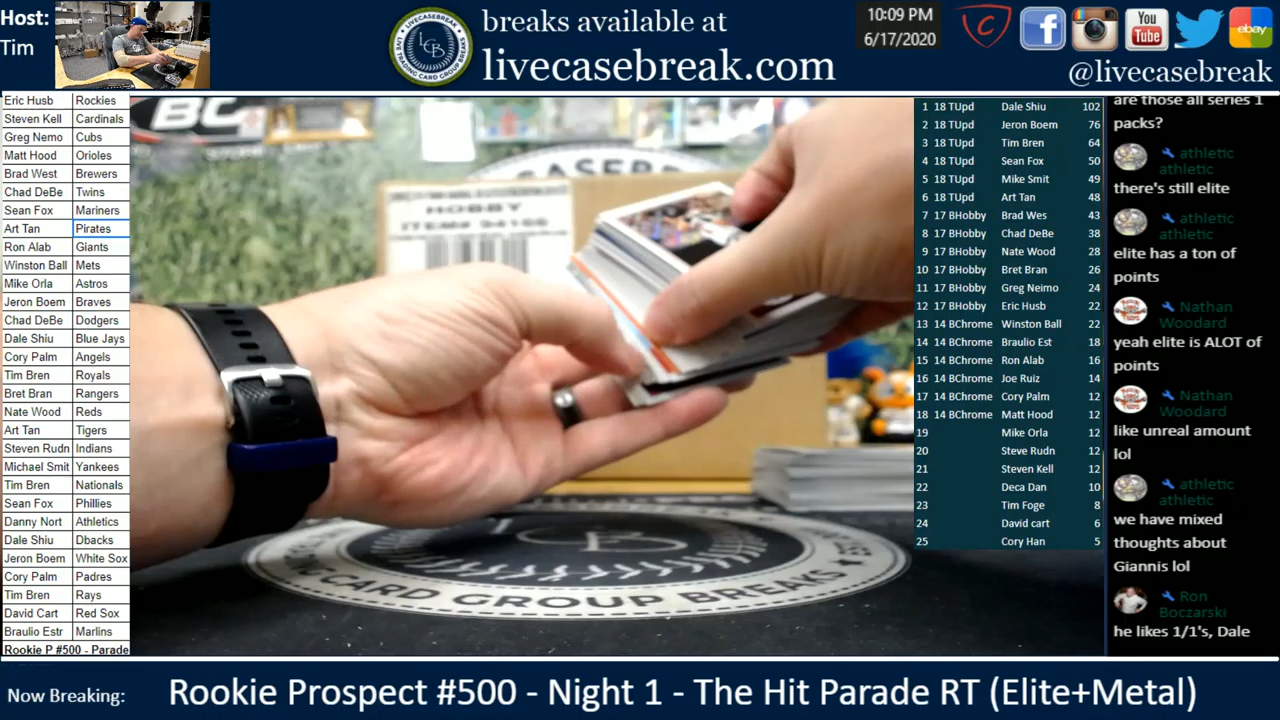 Host:
Tim
breaks available at
livecasebreak.com
LCB
LIVECASEBREAK
TRADING CARD GROUP BREAKS
10:09 PM
6/17/2020
You
Tube
ebay
@livecasebreak
Eric Husb Rockies
Steven Kell Cardinals
Greg Nemo Cubs
Matt Hood Orioles
Brad West Brewers
Chad DeBe Twins
Sean Fox Mariners
Art Tan Pirates
Ron Alab Giants
Winston Ball Mets
Mike Orla Astros
Jeron Boem Braves
Chad DeBe Dodgers
Dale Shiu Blue Jays
Cory Palm Angels
Tim Bren Royals
Bret Bran Rangers
Nate Wood Reds
Art Tan Tigers
Steven Rudn Indians
Michael Smit Yankees
Tim Bren Nationals
Sean Fox Phillies
Danny Nort Athletics
Dale Shiu Dbacks
Jeron Boem White Sox
Cory Palm Padres
Tim Bren Rays
David Cart Red Sox
Braulio Estr Marlins
Rookie P #500 - Parade
BC
HOBBY
CARD GROUP BREAKS
1 18 TUpd Dale Shiu 102
2 18 TUpd Jeron Boem 76
3 18 TUpd Tim Bren 64
4 18 TUpd Sean Fox 50
5 18 TUpd Mike Smit 49
6 18 TUpd Art Tan 48
7 17 BHobby Brad Wes 43
8 17 BHobby Chad DeBe 38
9 17 BHobby Nate Wood 28
10 17 BHobby Bret Bran 26
11 17 BHobby Greg Neimo 24
12 17 BHobby Eric Husb 22
13 14 BChrome Winston Ball 22
14 14 BChrome Braulio Est 18
15 14 BChrome Ron Alab 16
16 14 BChrome Joe Ruiz 14
17 14 BChrome Cory Palm 12
18 14 BChrome Matt Hood 12
19 Mike Orla 12
20 Steve Rudn 12
21 Steven Kell 12
22 Deca Dan 10
23 Tim Foge 8
24 David cart 6
25 Cory Han 5
are those all series 1
packs?
athletic
athletic
there's still elite
athletic
athletic
elite has a ton of
points
Nathan
Woodard
yeah elite is ALOT of
points
Nathan
Woodard
like unreal amount
lol
athletic
athletic
we have mixed
thoughts about
Giannis lol
Ron
Boczarski
he likes 1/1's, Dale
Now Breaking:
Rookie Prospect #500 - Night 1 - The Hit Parade RT (Elite+Metal)